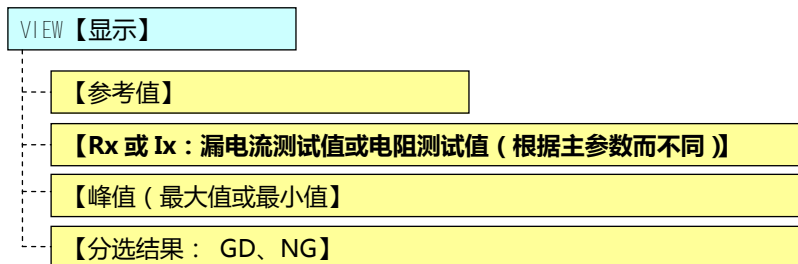 VIEW【显示】
【参考值】
【Rx 或 Ix：漏电流测试值或电阻测试值（根据主参数而不同）】
【峰值（最大值或最小值】
【分选结果： GD、NG】